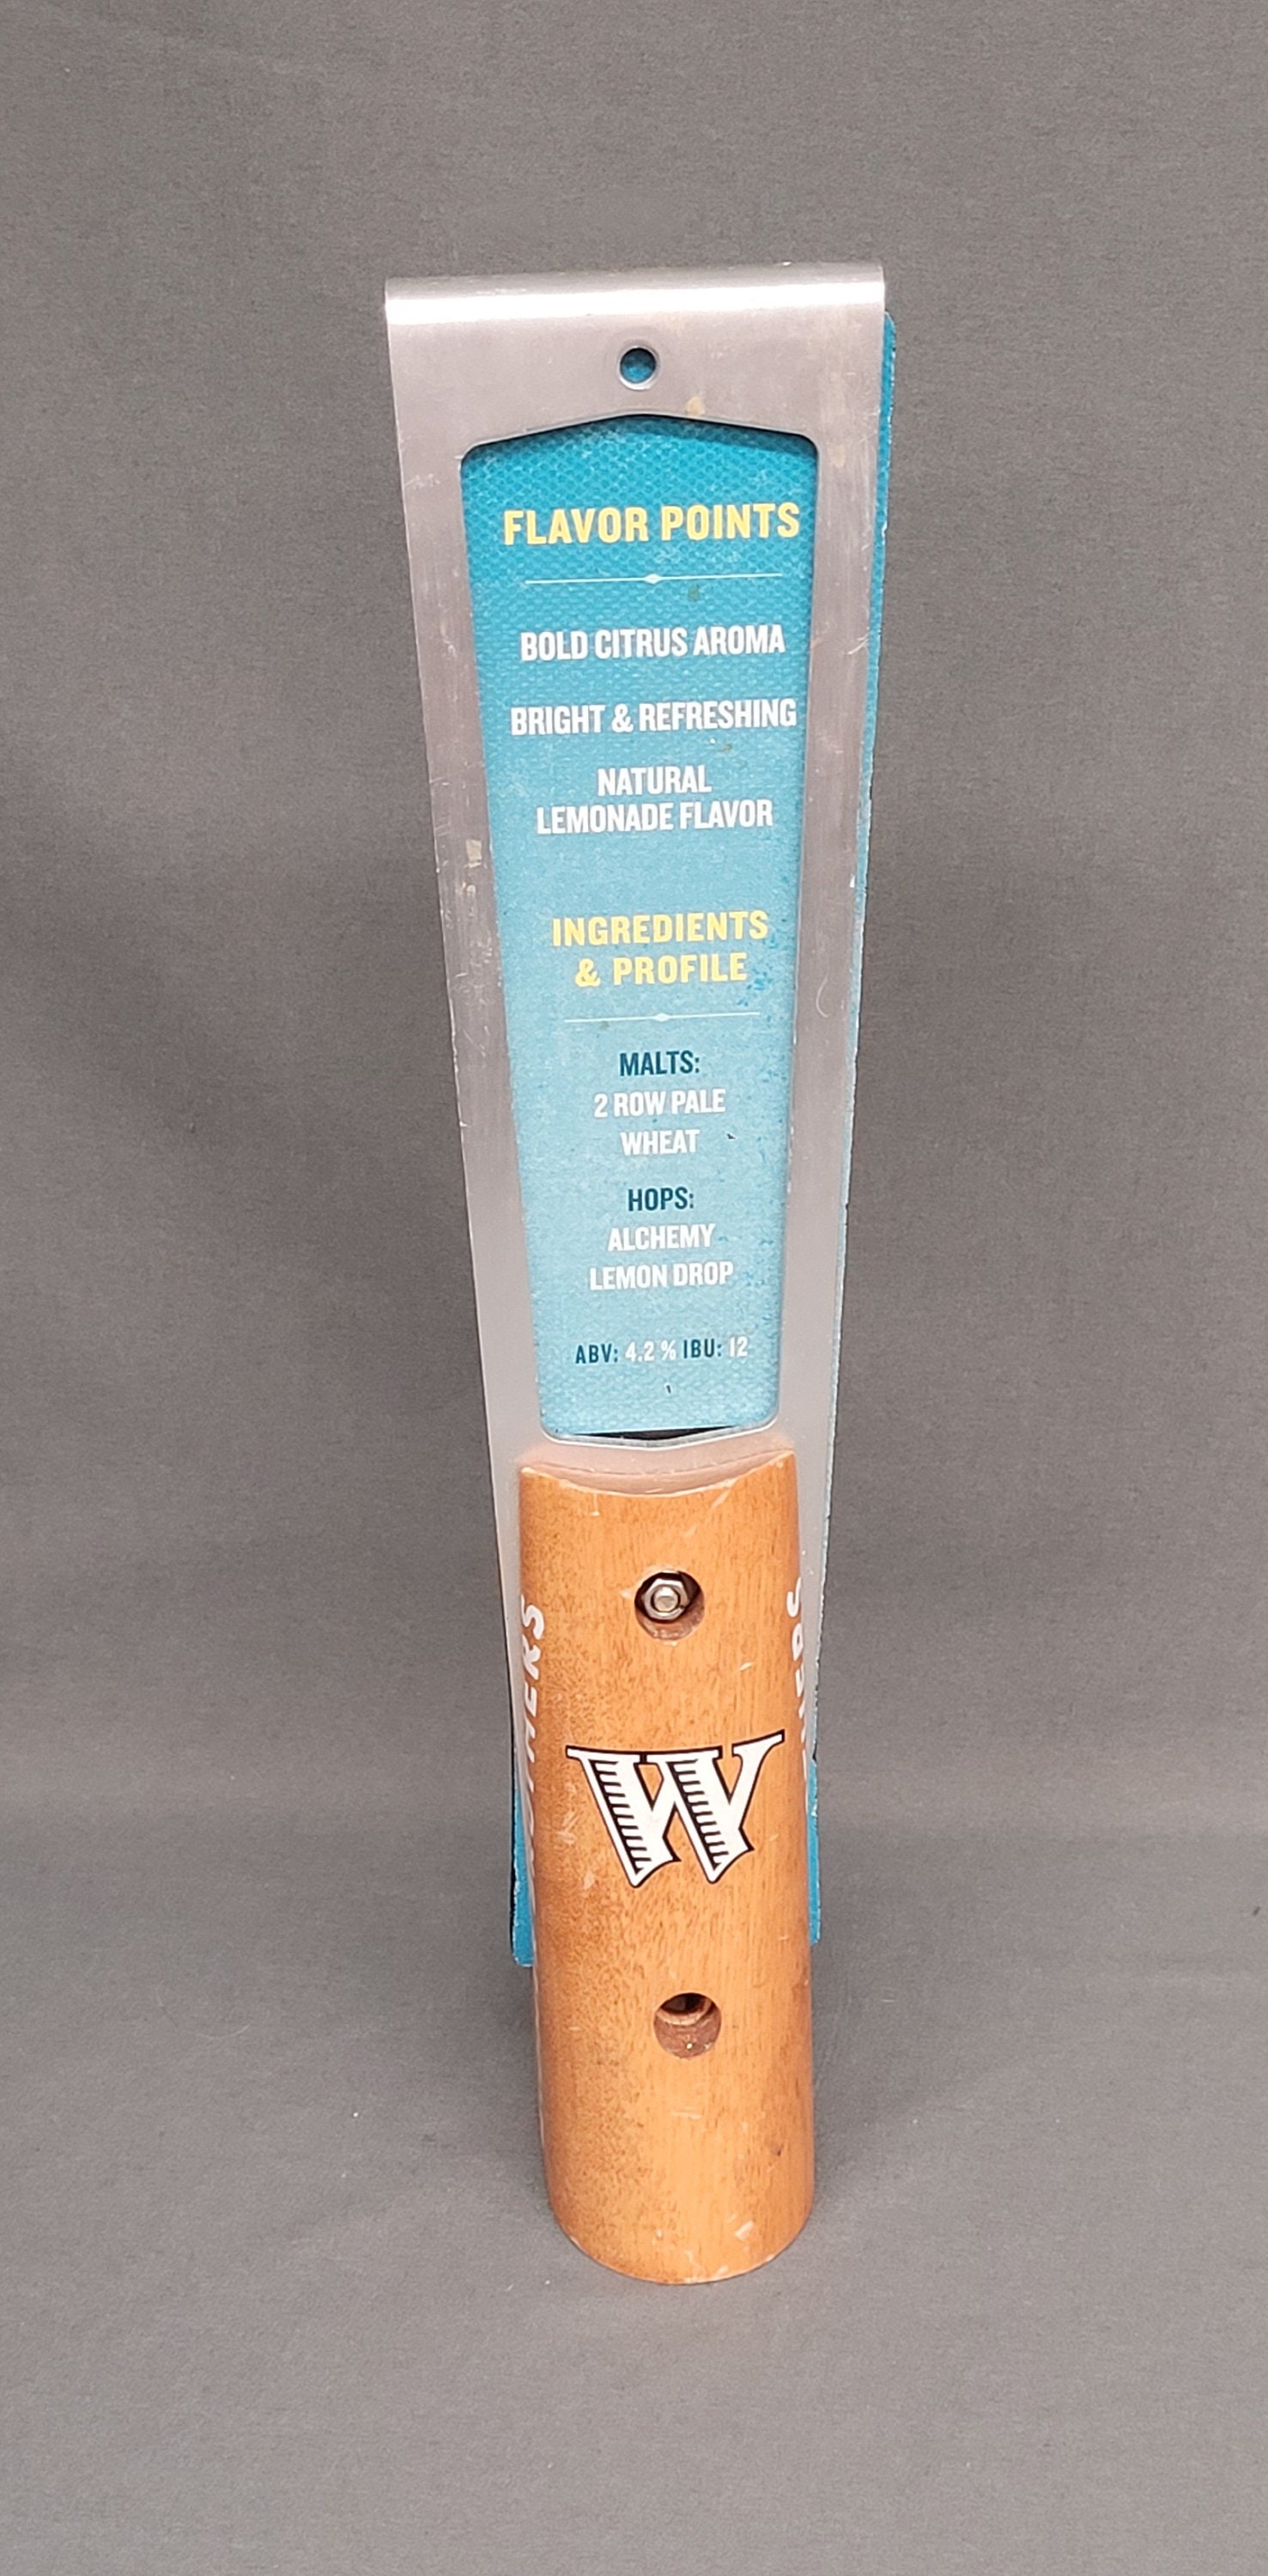 FLAVOR POINTS
BOLD CITRUS AROMA
BRIGHT & REFRESHING
NATURAL
LEMONADE FLAVOR
INGREDIENTS
& PROFILE
MALTS:
2 ROW PALE
WHEAT
HOPS:
ALCHEMY
LEMON DROP
ABV: 4.2 % IBU: 12
W